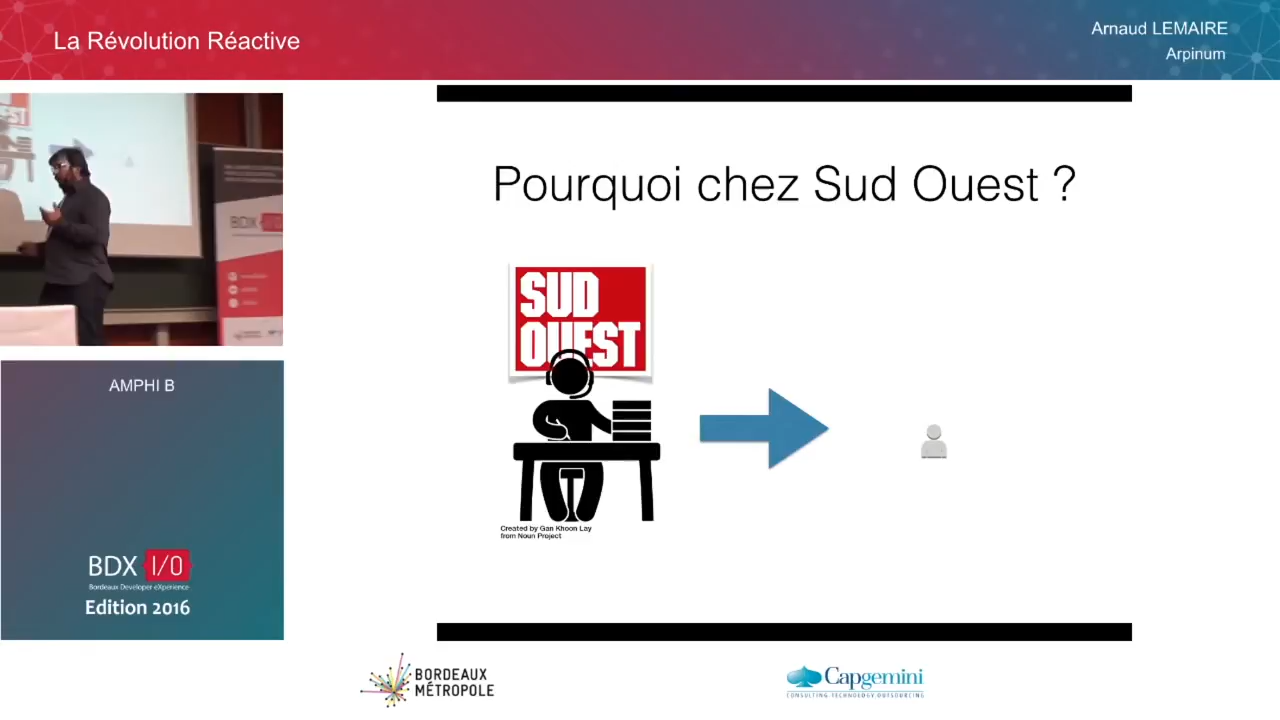 La Révolution Réactive
Arnaud LEMAIRE
Arpinum
BDX I/O
AMPHI B
BDX I/O
Bordeaux Developer eXperience
Edition 2016
Pourquoi chez Sud Ouest ?
SUD
OUEST
Created by Gan Khoon Lay
from Noun Project
BORDEAUX
MÉTROPOLE
Capgemini
CONSULTING.TECHNOLOGY.OUTSOURCING